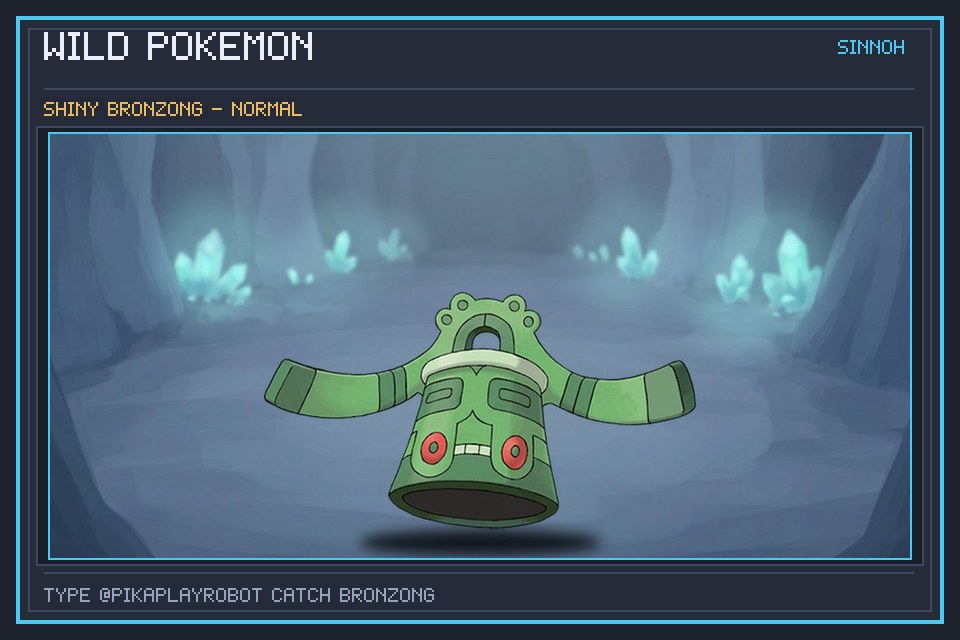 WILD POKEMON
SINNOH
SHINY BRONZONG - NORMAL
TYPE @PIKAPLAYROBOT CATCH BRONZONG